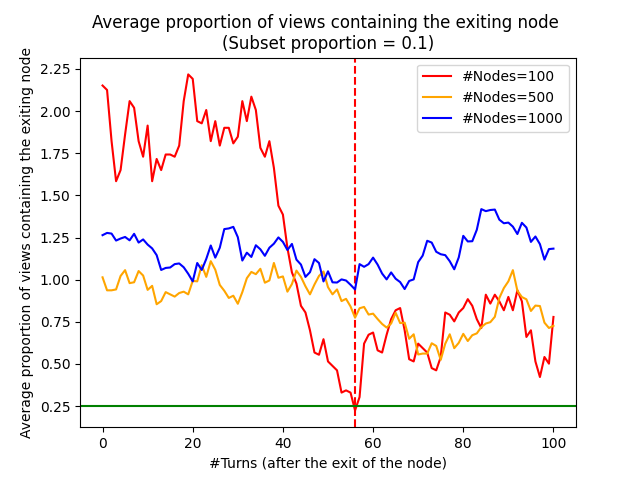 Average proportion of views containing the exiting node
(Subset proportion = 0.1)
Average proportion of views containing the exiting node
2.25
2.00
1.75
1.50
1.25
1.00
0.75
0.50
0.25
#Nodes=100
#Nodes=500
#Nodes=1000
0 20 40 60 80 100
#Turns (after the exit of the node)